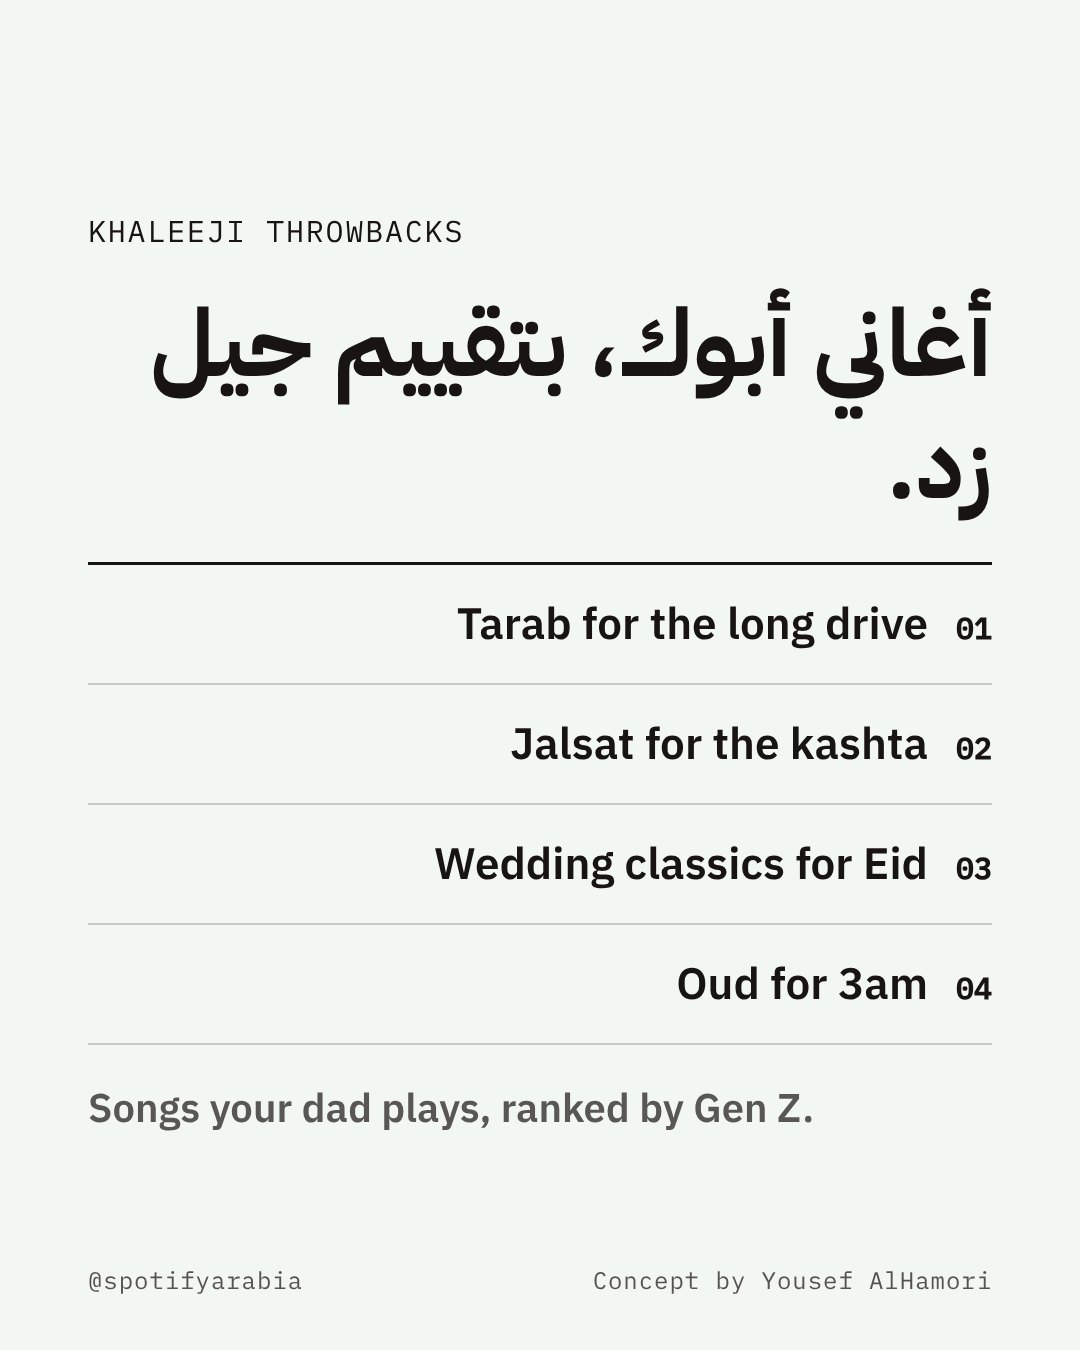 KHALEEJI THROWBACKS
أغاني أبوك، بتقييم جيل
زد.
Tarab for the long drive 01
Jalsat for the kashta 02
Wedding classics for Eid 03
Oud for 3am 04
Songs your dad plays, ranked by Gen Z.
@spotifyarabia
Concept by Yousef AlHamori